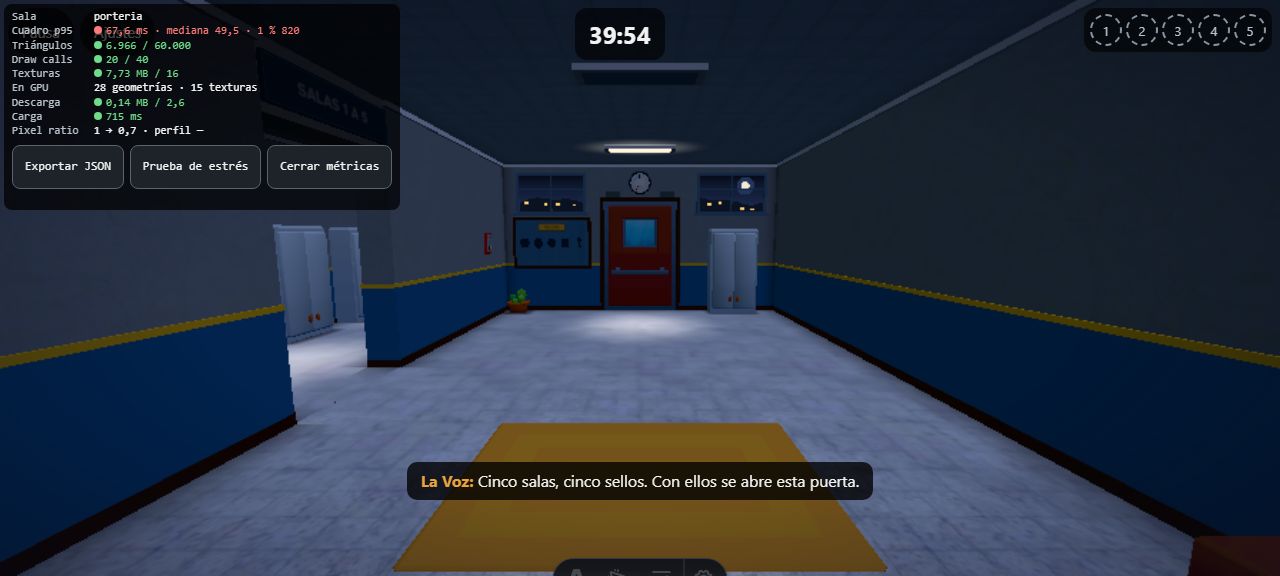 Sala porteria
Cuadro p95 67,6 ms · mediana 49,5 · 1 % 820
Triángulos 6.966 / 60.000
Draw calls 20 / 40
Texturas 7,73 MB / 16
En GPU 28 geometrías · 15 texturas
Descarga 0,14 MB / 2,6
Carga 715 ms
Pixel ratio 1 → 0,7 · perfil —
Exportar JSON Prueba de estrés Cerrar métricas
39:54
1 2 3 4 5
SALAS 1 A 5
La Voz: Cinco salas, cinco sellos. Con ellos se abre esta puerta.